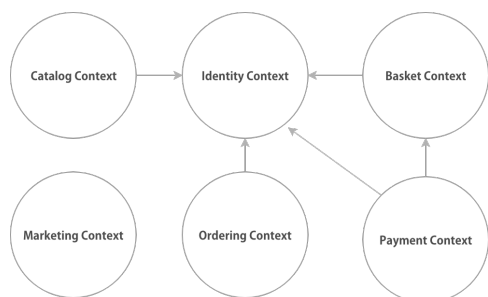 Catalog Context
Identity Context
Basket Context
Marketing Context
Ordering Context
Payment Context